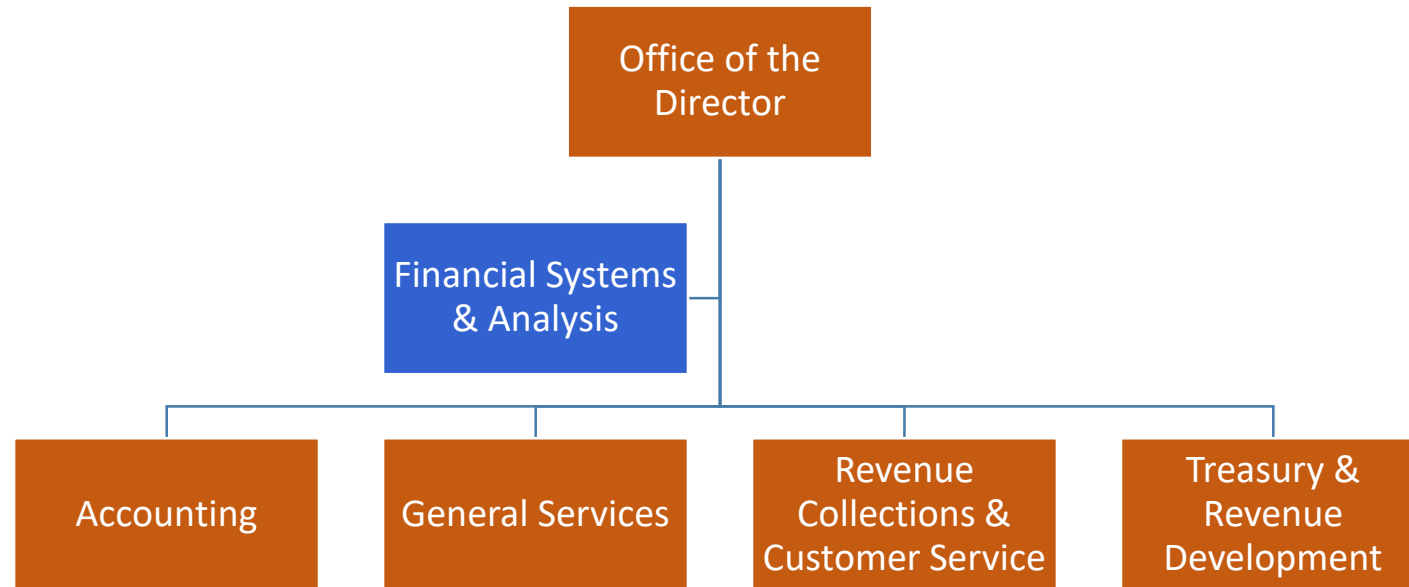 Office of the
Director
Financial Systems
& Analysis
Accounting
General Services
Revenue
Collections &
Customer Service
Treasury &
Revenue
Development